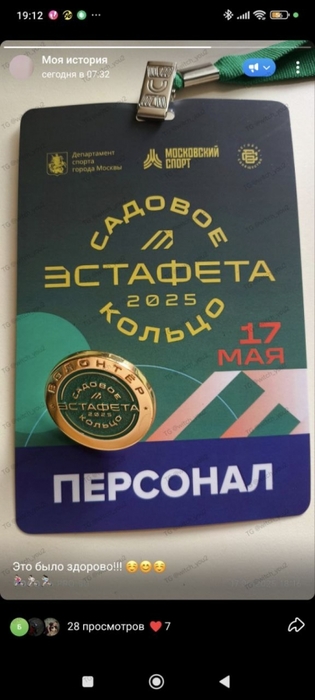 19:12
Моя история
сегодня в 07:32
Департамент
спорта
города Москвы
МОСКОВСКИЙ
СПОРТ
САДОВОЕ
ЭСТАФЕТА
2025
КОЛЬЦО
17
МАЯ
ВОЛОНТЁР
САДОВОЕ
ЭСТАФЕТА
2025
КОЛЬЦО
ПЕРСОНАЛ
Это было здорово!!! 😌😊😌
Б
28 просмотров ❤️ 7